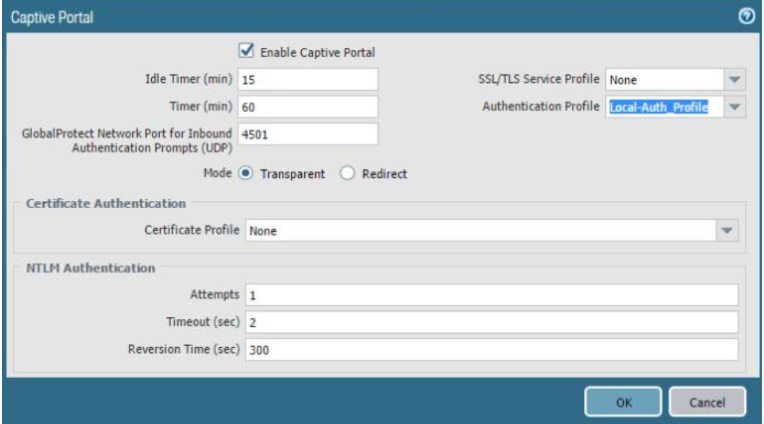 Captive Portal
Enable Captive Portal
Idle Timer (min) 15 SSL/TLS Service Profile None
Timer (min) 60 Authentication Profile Local-Auth_Profile
GlobalProtect Network Port for Inbound
Authentication Prompts (UDP) 4501
Mode Transparent Redirect
Certificate Authentication
Certificate Profile None
NTLM Authentication
Attempts 1
Timeout (sec) 2
Reversion Time (sec) 300
OK Cancel